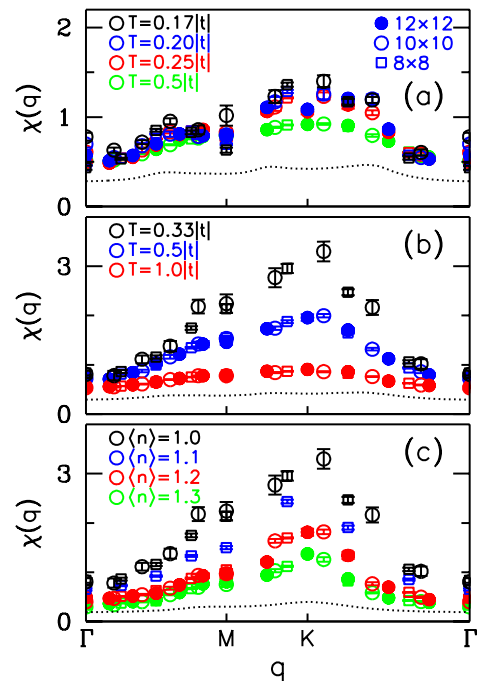 2
T=0.17|t|
12×12
T=0.20|t|
10×10
T=0.25|t|
8×8
T=0.5|t|
(a)
χ(q)
1
0
T=0.33|t|
(b)
T=0.5|t|
3
T=1.0|t|
χ(q)
0
⟨n⟩=1.0
(c)
⟨n⟩=1.1
3
⟨n⟩=1.2
⟨n⟩=1.3
χ(q)
0
Γ M K Γ
q